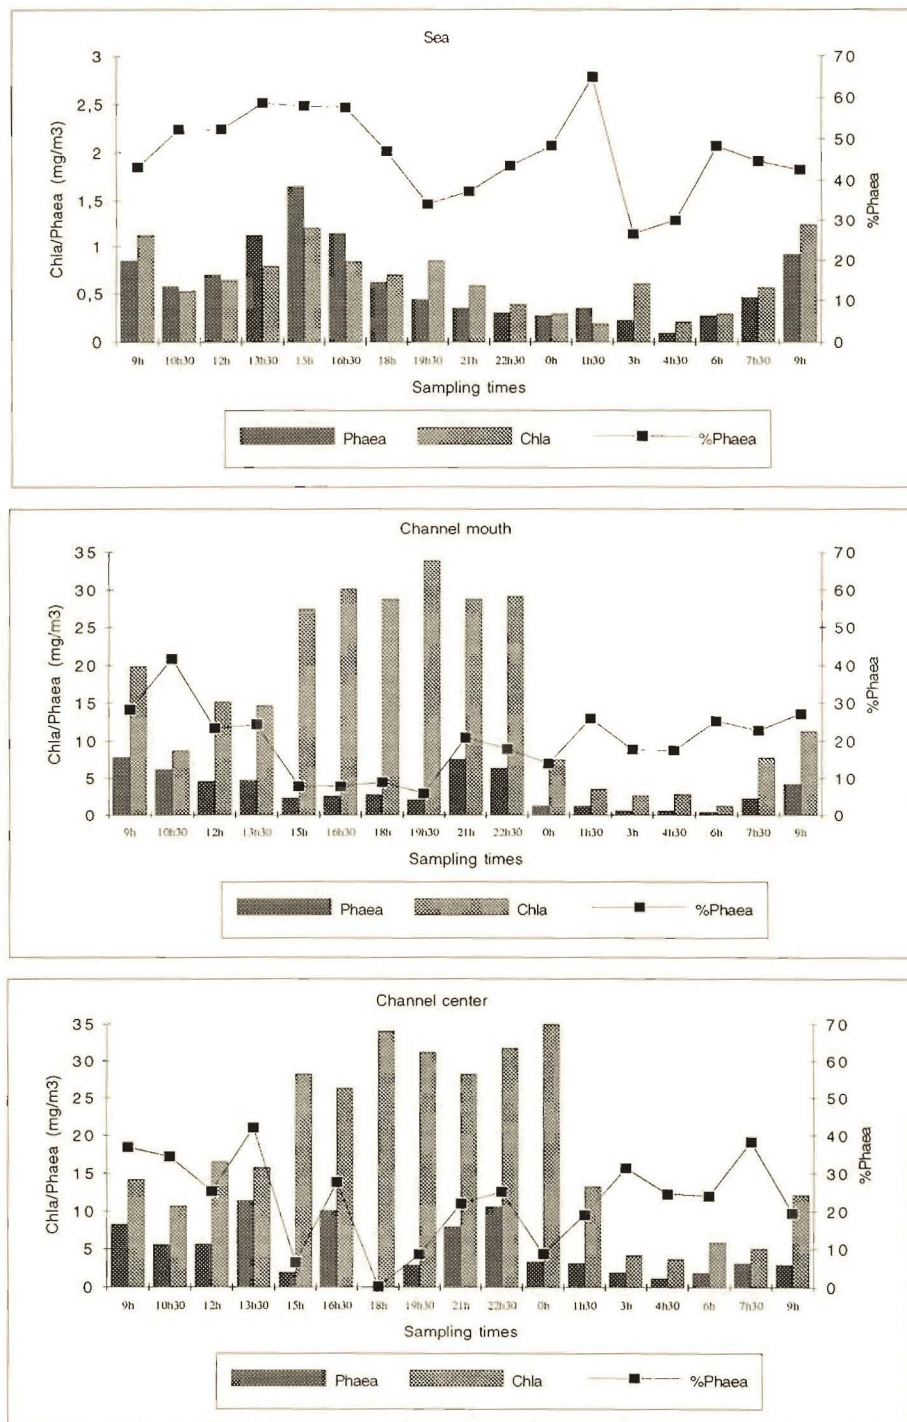 Sea
Chla/Phaea (mg/m3)
3
2,5
2
1,5
1
0,5
0
70
60
50
40
30
20
10
0
%Phaea
9h 10h30 12h 13h30 15h 16h30 18h 19h30 21h 22h30 0h 1h30 3h 4h30 6h 7h30 9h
Sampling times
Phaea Chla %Phaea
Channel mouth
Chla/Phaea (mg/m3)
35
30
25
20
15
10
5
0
70
60
50
40
30
20
10
0
%Phaea
9h 10h30 12h 13h30 15h 16h30 18h 19h30 21h 22h30 0h 1h30 3h 4h30 6h 7h30 9h
Sampling times
Phaea Chla %Phaea
Channel center
Chla/Phaea (mg/m3)
35
30
25
20
15
10
5
0
70
60
50
40
30
20
10
0
%Phaea
9h 10h30 12h 13h30 15h 16h30 18h 19h30 21h 22h30 0h 1h30 3h 4h30 6h 7h30 9h
Sampling times
Phaea Chla %Phaea